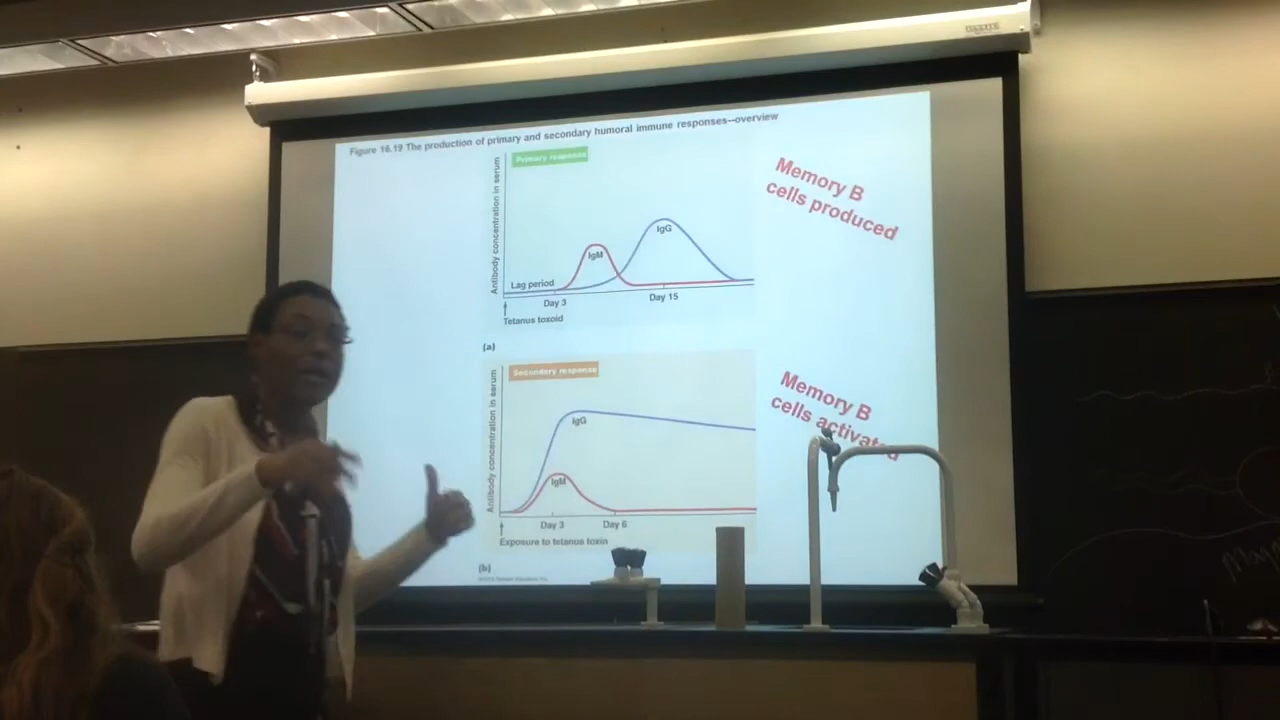 Figure 16.19 The production of primary and secondary humoral immune responses—overview
Primary response
Antibody concentration in serum
IgG
IgM
Lag period
Day 3
Day 15
Tetanus toxoid
Memory B
cells produced
(a)
Secondary response
Antibody concentration in serum
IgG
IgM
Day 3
Day 6
Exposure to tetanus toxin
Memory B
cells activated
(b)